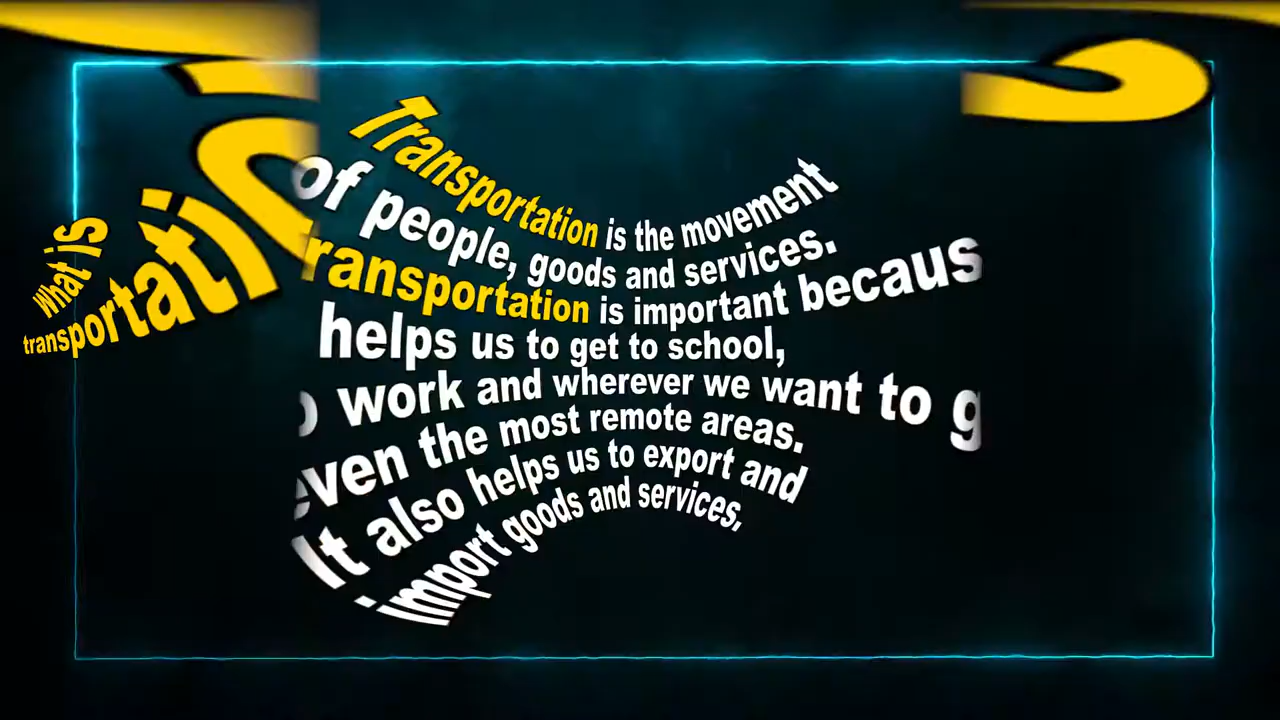 What is
transportatio
Transportation is the movement
of people, goods and services.
ransportation is important becaus
helps us to get to school,
o work and wherever we want to g
even the most remote areas.
It also helps us to export and
import goods and services,